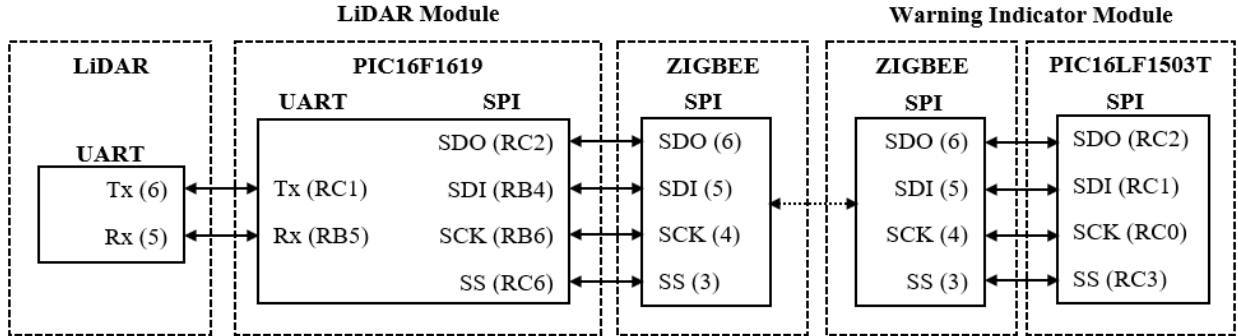 LiDAR Module
Warning Indicator Module
LiDAR
PIC16F1619
ZIGBEE
ZIGBEE
PIC16LF1503T
UART
SPI
SPI
SPI
SPI
UART
SDO (RC2)
SDO (6)
SDO (6)
SDO (RC2)
Tx (6)
Tx (RC1)
SDI (RB4)
SDI (5)
SDI (5)
SDI (RC1)
Rx (5)
Rx (RB5)
SCK (RB6)
SCK (4)
SCK (4)
SCK (RC0)
SS (RC6)
SS (3)
SS (3)
SS (RC3)